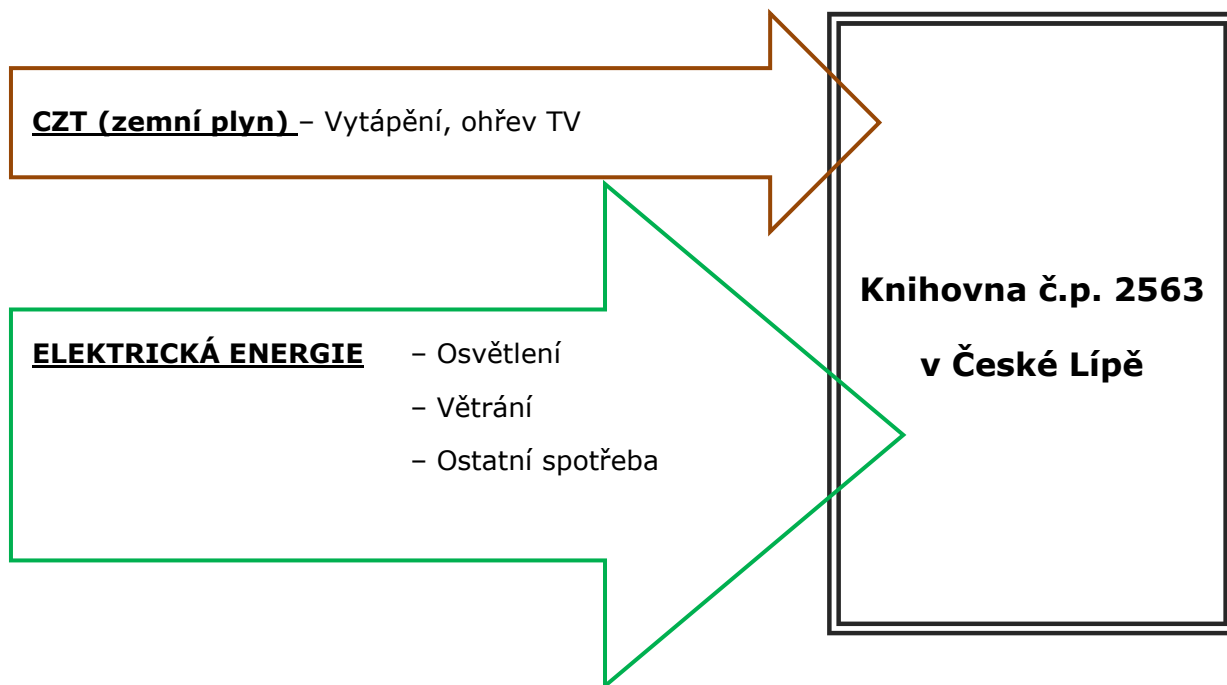 CZT (zemní plyn) – Vytápění, ohřev TV
ELEKTRICKÁ ENERGIE – Osvětlení
– Větrání
– Ostatní spotřeba
Knihovna č.p. 2563
v České Lípě